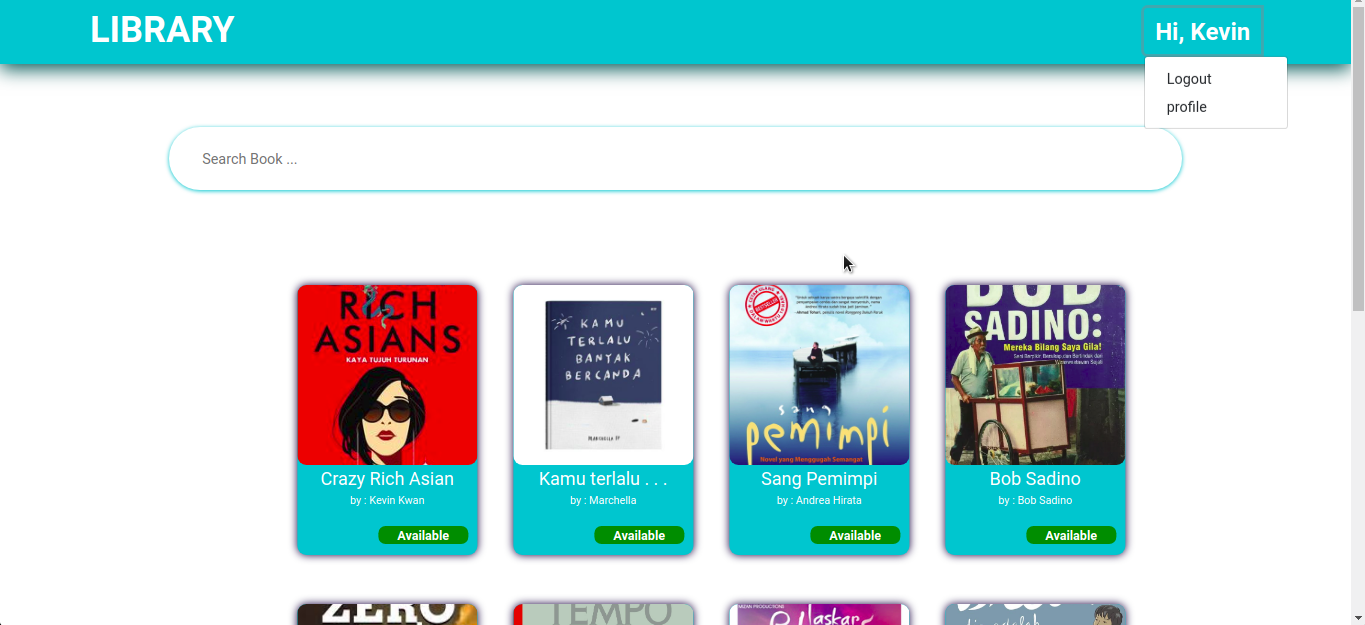 LIBRARY
Hi, Kevin
Logout
profile
Search Book ...
RICH
ASIANS
KAYA TUJUH TURUNAN
KAMU
TERLALU
BANYAK
BERCANDA
MARCHELLA FP
sang
pemimpi
Novel yang Menggugah Semangat
BOB
SADINO:
Mereka Bilang Saya Gila!
Crazy Rich Asian
by : Kevin Kwan
Available
Kamu terlalu . . .
by : Marchella
Available
Sang Pemimpi
by : Andrea Hirata
Available
Bob Sadino
by : Bob Sadino
Available
ZERO
TEMPO
MIZAN PRODUCTIONS
Laskar